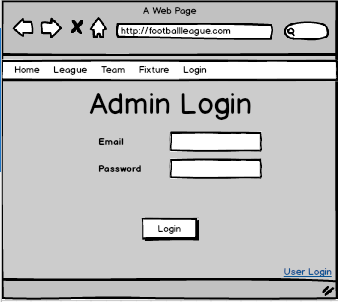 A Web Page
http://footballleague.com
Home League Team Fixture Login
Admin Login
Email
Password
Login
User Login